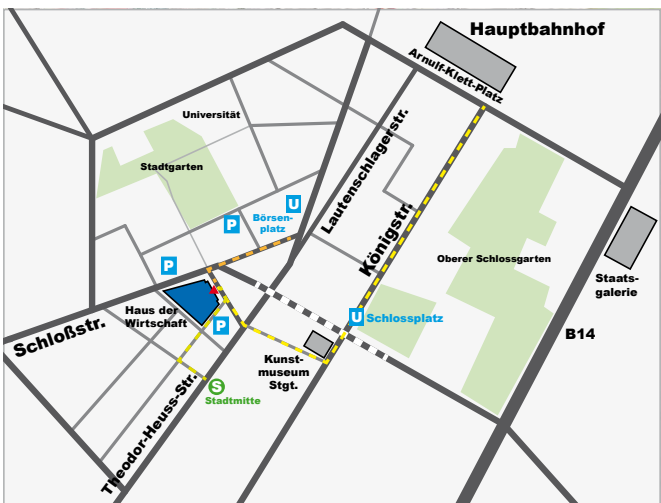 Hauptbahnhof
Arnulf-Klett-Platz
Universität
Stadtgarten
Lautenschlagerstr.
U
P
Börsen-
platz
Königstr.
Oberer Schlossgarten
P
Staats-
galerie
Haus der
Wirtschaft
P
U Schlossplatz
Schloßstr.
B14
Kunst-
museum
Stgt.
S
Stadtmitte
Theodor-Heuss-Str.